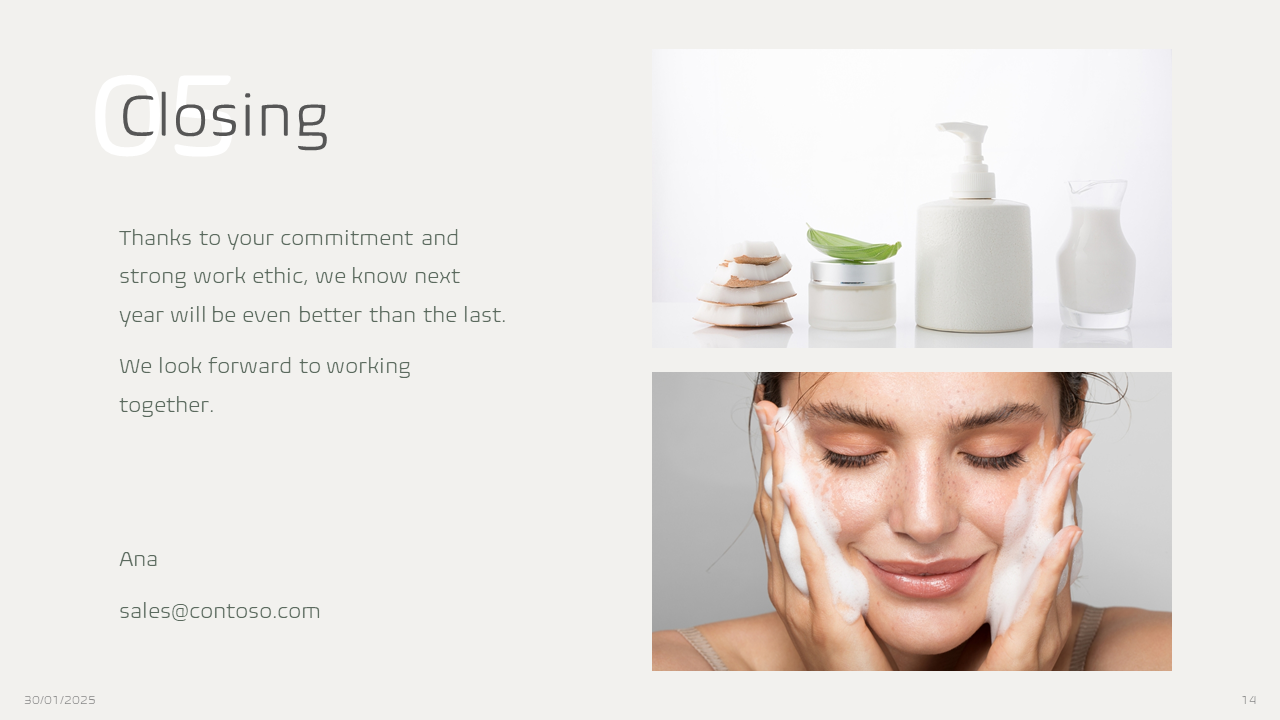 05
Closing
Thanks to your commitment and
strong work ethic, we know next
year will be even better than the last.
We look forward to working
together.
Ana
sales@contoso.com
30/01/2025
14